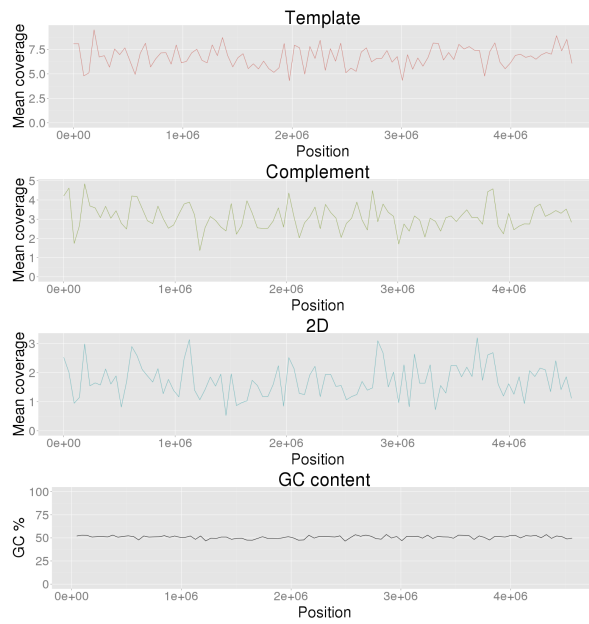 Template
Mean coverage
7.5
5.0
2.5
0.0
0e+00 1e+06 2e+06 3e+06 4e+06
Position
Complement
Mean coverage
5
4
3
2
1
0
0e+00 1e+06 2e+06 3e+06 4e+06
Position
2D
Mean coverage
3
2
1
0
0e+00 1e+06 2e+06 3e+06 4e+06
Position
GC content
GC %
100
75
50
25
0
0e+00 1e+06 2e+06 3e+06 4e+06
Position